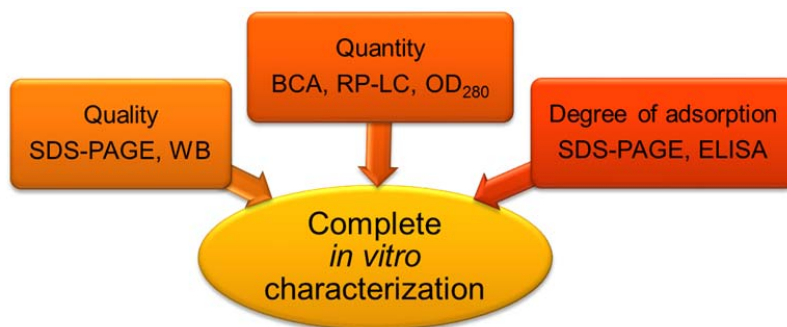 Quality
SDS-PAGE, WB
Quantity
BCA, RP-LC, OD₂₈₀
Degree of adsorption
SDS-PAGE, ELISA
Complete
in vitro
characterization